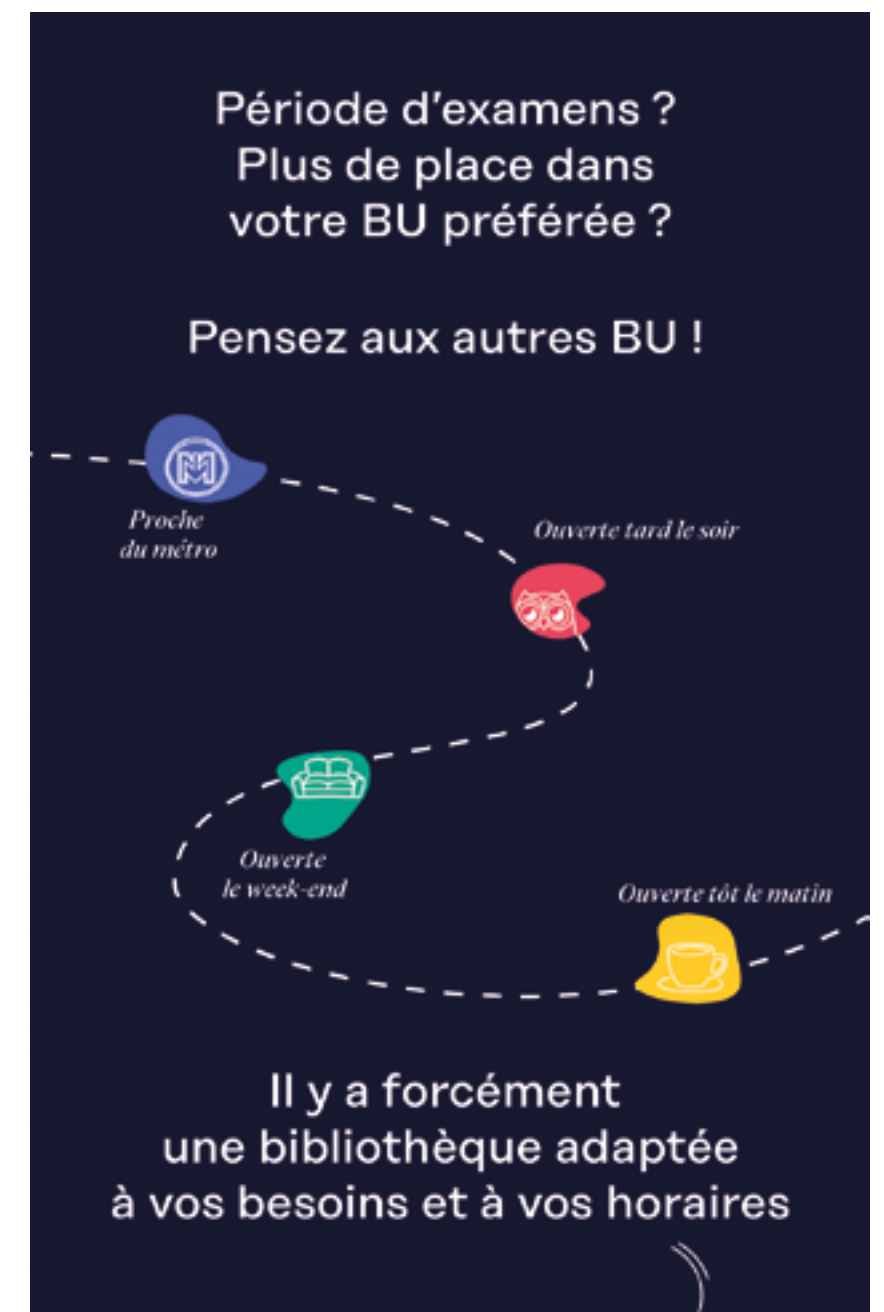 Période d'examens ?
Plus de place dans
votre BU préférée ?
Pensez aux autres BU !
Proche
du métro
Ouverte tard le soir
Ouverte
le week-end
Ouverte tôt le matin
Il y a forcément
une bibliothèque adaptée
à vos besoins et à vos horaires